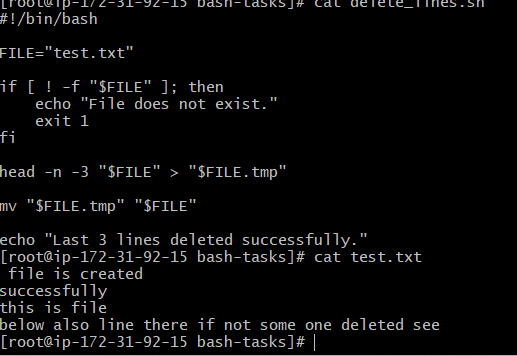 [root@ip-172-31-92-15 bash-tasks]# cat delete_lines.sh
#!/bin/bash
FILE="test.txt"
if [ ! -f "$FILE" ]; then
echo "File does not exist."
exit 1
fi
head -n -3 "$FILE" > "$FILE.tmp"
mv "$FILE.tmp" "$FILE"
echo "Last 3 lines deleted successfully."
[root@ip-172-31-92-15 bash-tasks]# cat test.txt
file is created
successfully
this is file
below also line there if not some one deleted see
[root@ip-172-31-92-15 bash-tasks]#